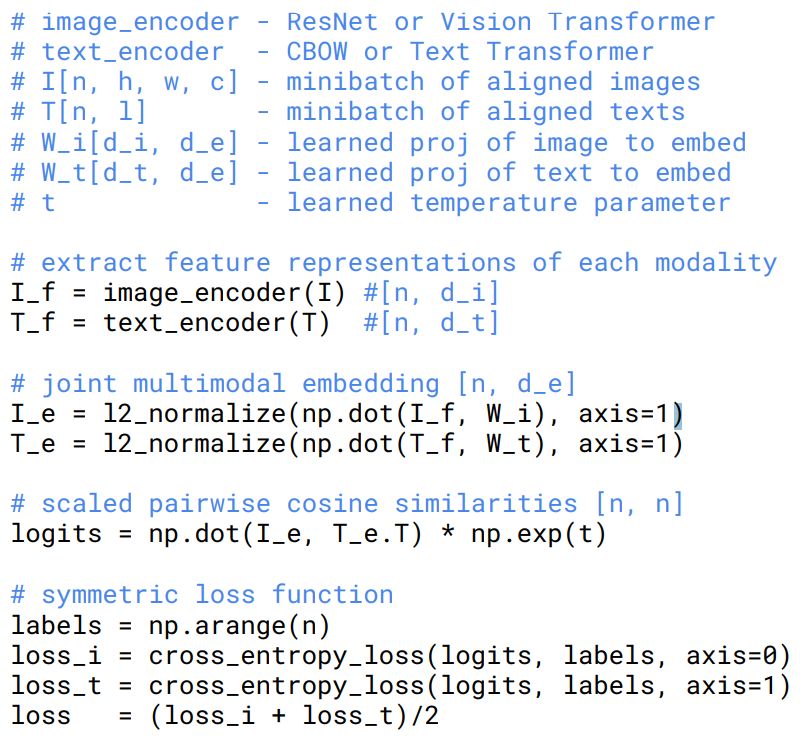 # image_encoder - ResNet or Vision Transformer
# text_encoder  - CBOW or Text Transformer
# I[n, h, w, c] - minibatch of aligned images
# T[n, l]       - minibatch of aligned texts
# W_i[d_i, d_e] - learned proj of image to embed
# W_t[d_t, d_e] - learned proj of text to embed
# t             - learned temperature parameter

# extract feature representations of each modality
I_f = image_encoder(I) #[n, d_i]
T_f = text_encoder(T)  #[n, d_t]

# joint multimodal embedding [n, d_e]
I_e = l2_normalize(np.dot(I_f, W_i), axis=1)
T_e = l2_normalize(np.dot(T_f, W_t), axis=1)

# scaled pairwise cosine similarities [n, n]
logits = np.dot(I_e, T_e.T) * np.exp(t)

# symmetric loss function
labels = np.arange(n)
loss_i = cross_entropy_loss(logits, labels, axis=0)
loss_t = cross_entropy_loss(logits, labels, axis=1)
loss   = (loss_i + loss_t)/2